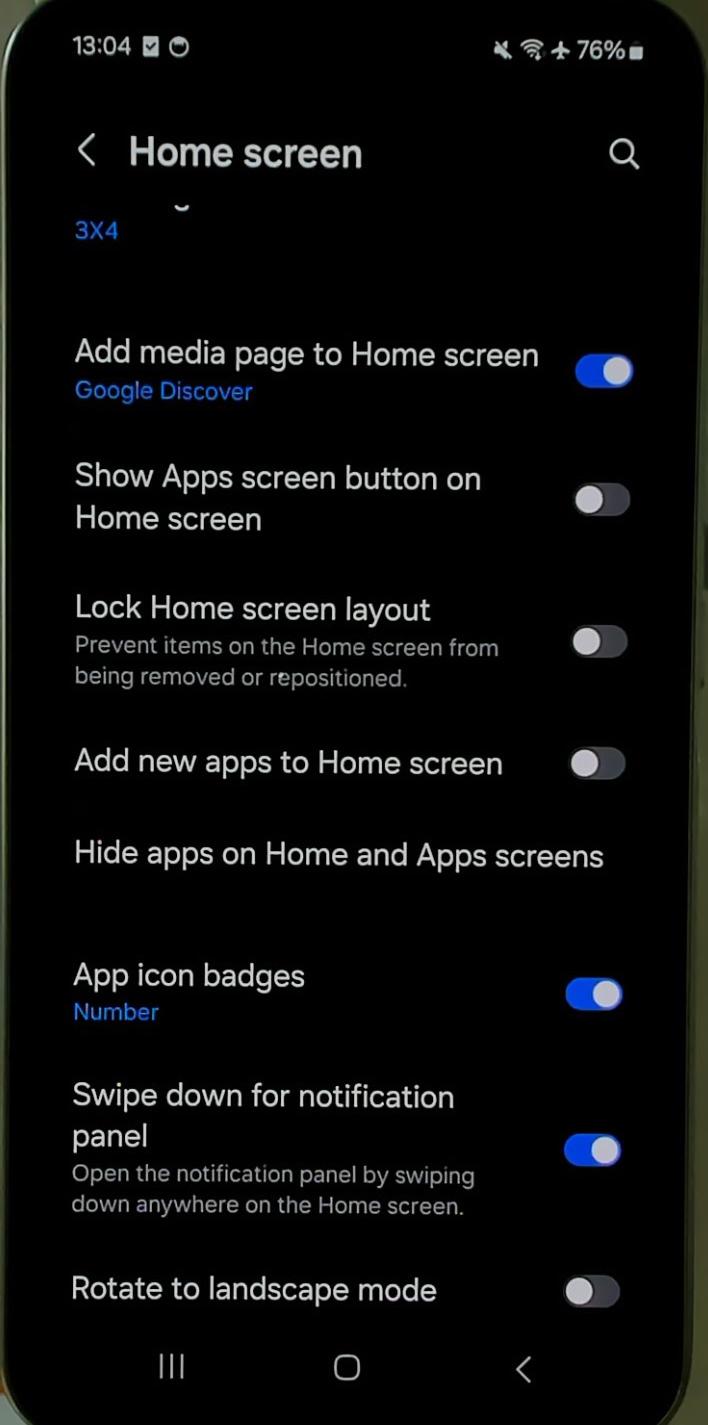 13:04
76%
Home screen
3X4
Add media page to Home screen
Google Discover
Show Apps screen button on
Home screen
Lock Home screen layout
Prevent items on the Home screen from
being removed or repositioned.
Add new apps to Home screen
Hide apps on Home and Apps screens
App icon badges
Number
Swipe down for notification
panel
Open the notification panel by swiping
down anywhere on the Home screen.
Rotate to landscape mode